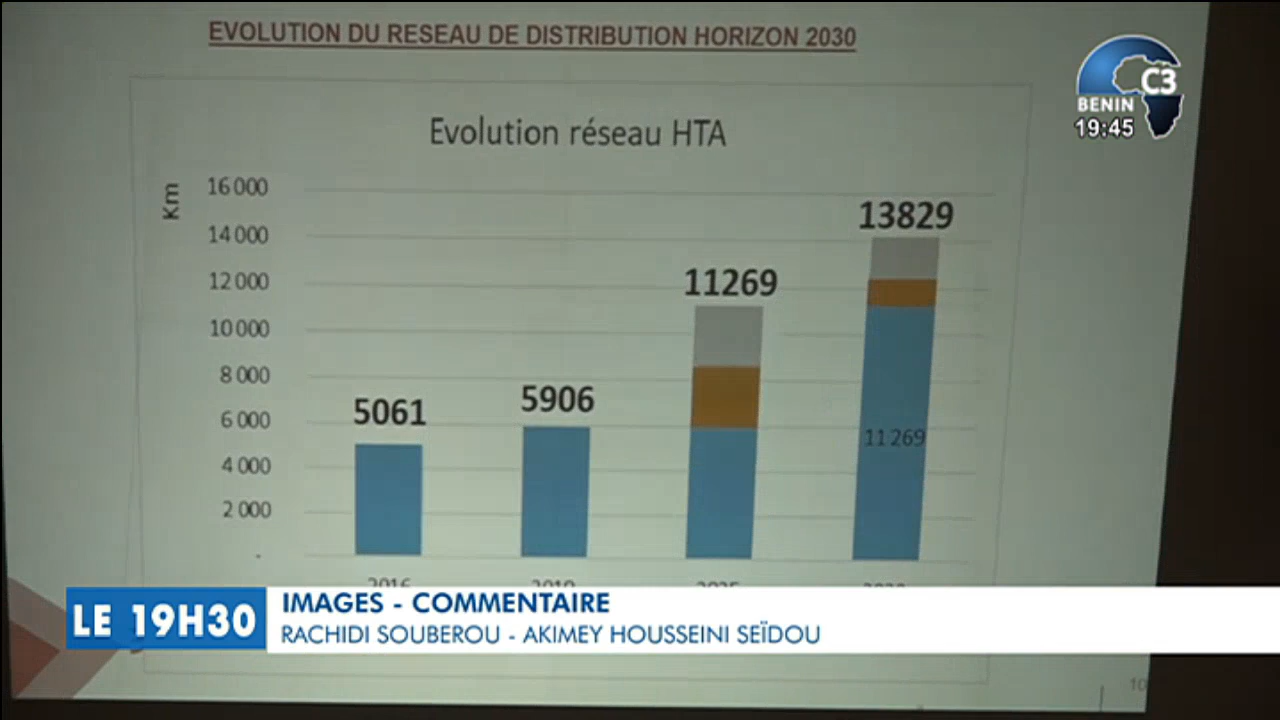 EVOLUTION DU RESEAU DE DISTRIBUTION HORIZON 2030
C3
BENIN
19:45
Evolution réseau HTA
Km
16 000
14 000
12 000
10 000
8 000
6 000
4 000
2 000
-
5061
5906
11269
13829
11 269
2016
LE 19H30
IMAGES - COMMENTAIRE
RACHIDI SOUBEROU - AKIMEY HOUSSEINI SEÏDOU
10